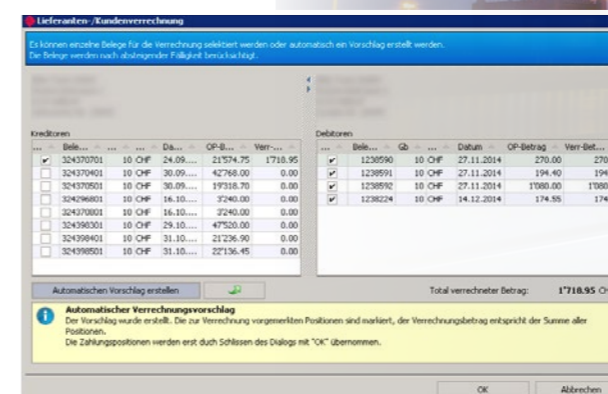 Lieferanten-/Kundenverrechnung
Es können einzelne Belege für die Verrechnung selektiert werden oder automatisch ein Vorschlag erstellt werden.
Die Belege werden nach absteigender Fälligkeit berücksichtigt.
Kreditoren
... Bele... ... ... Da... OP-B... Verr-...
324370701 10 CHF 24.09.... 21'574.75 1'718.95
324370401 10 CHF 30.09.... 42'768.00 0.00
324370501 10 CHF 30.09.... 19'318.70 0.00
324296801 10 CHF 16.10.... 3'240.00 0.00
324370801 10 CHF 16.10.... 3'240.00 0.00
324398301 10 CHF 29.10.... 47'520.00 0.00
324398401 10 CHF 31.10.... 21'236.90 0.00
324398501 10 CHF 31.10.... 22'136.45 0.00
Debitoren
... Bele... Gb ... Datum OP-Betrag Verr-Bet...
1238590 10 CHF 27.11.2014 270.00 270
1238591 10 CHF 27.11.2014 194.40 194
1238592 10 CHF 27.11.2014 1'080.00 1'080
1238224 10 CHF 14.12.2014 174.55 174
Automatischen Vorschlag erstellen
Total verrechneter Betrag: 1'718.95 CH
Automatischer Verrechnungsvorschlag
Der Vorschlag wurde erstellt. Die zur Verrechnung vorgemerkten Positionen sind markiert, der Verrechnungsbetrag entspricht der Summe aller
Positionen.
Die Zahlungspositionen werden erst duch Schlissen des Dialogs mit "OK" übernommen.
OK Abbrechen